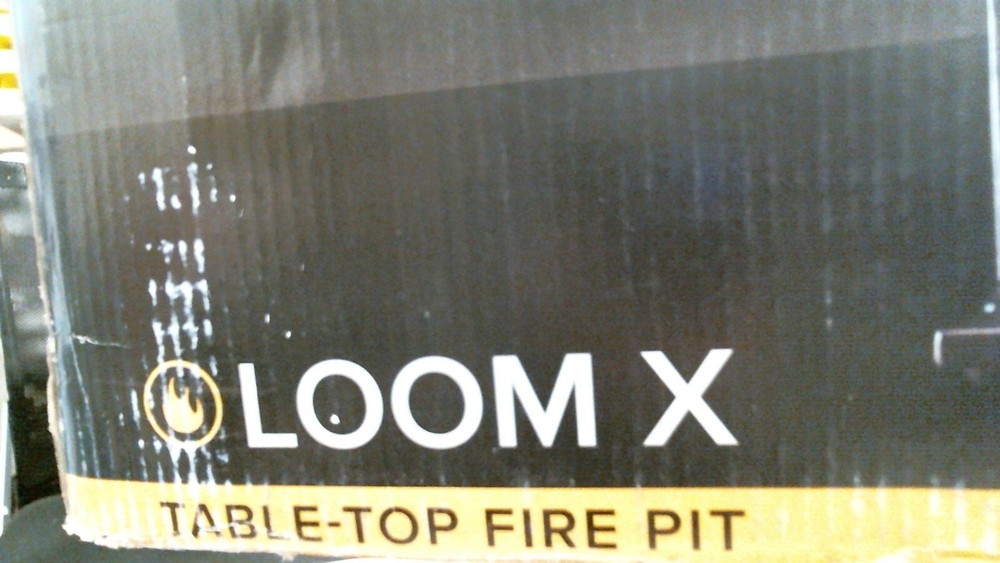 LOOM X
TABLE-TOP FIRE PIT